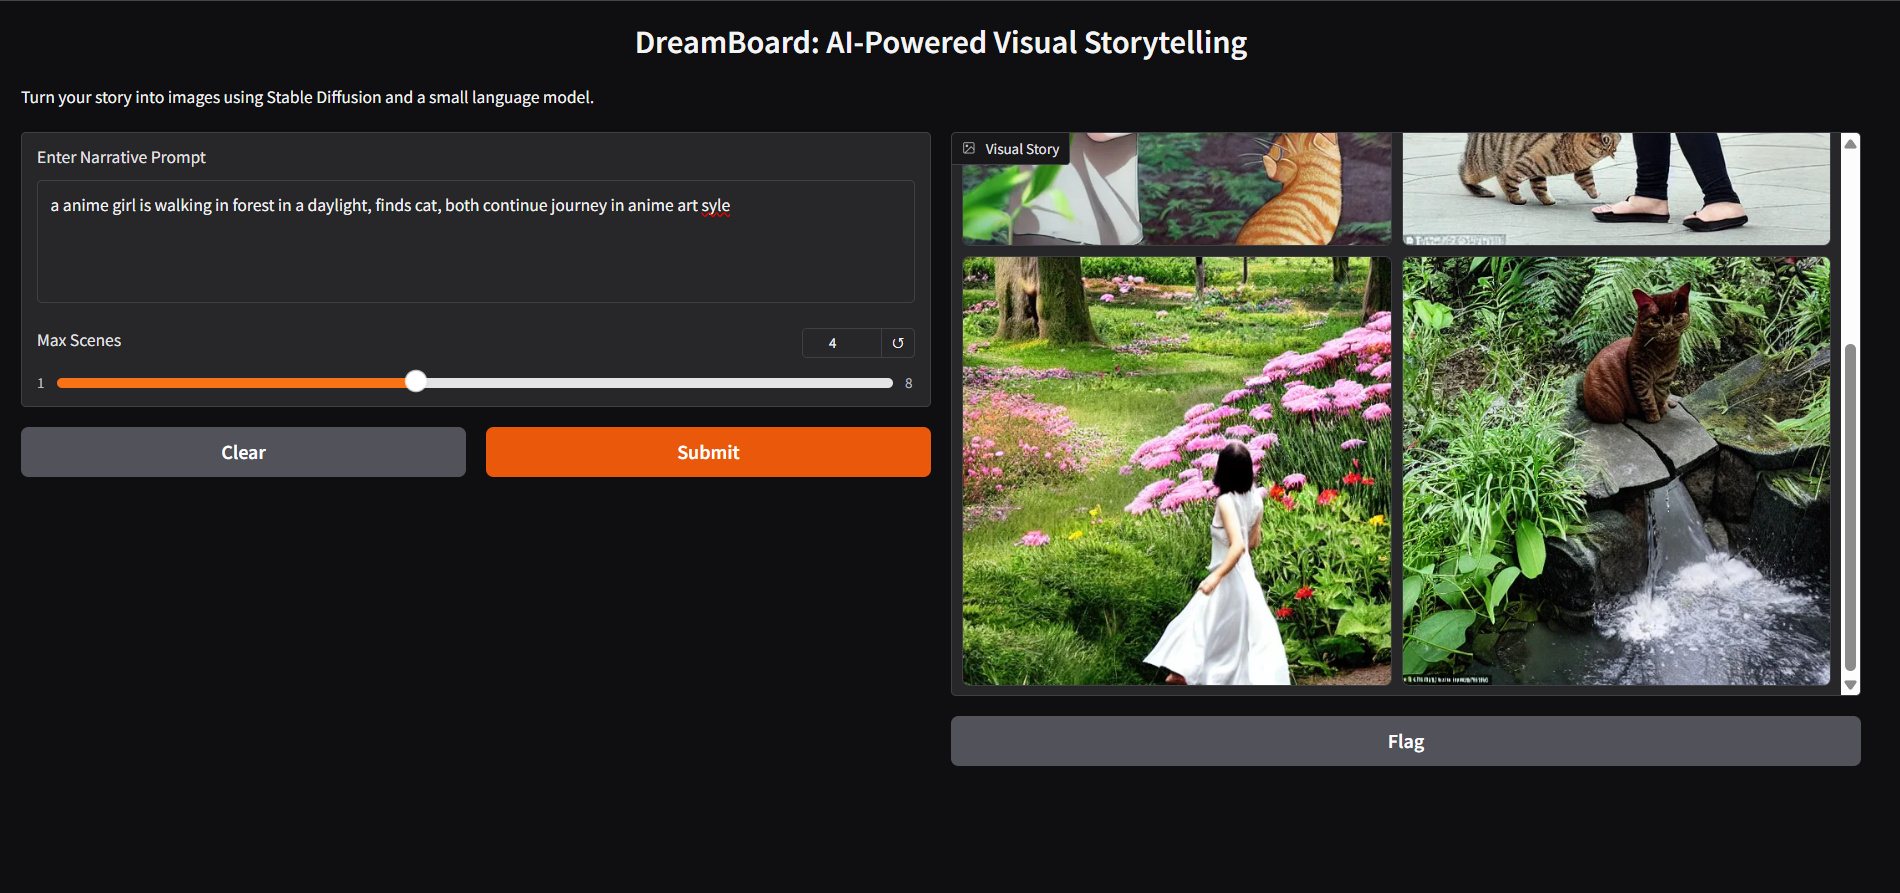 DreamBoard: AI-Powered Visual Storytelling
Turn your story into images using Stable Diffusion and a small language model.
Enter Narrative Prompt
a anime girl is walking in forest in a daylight, finds cat, both continue journey in anime art syle
Max Scenes
4
1
8
Clear
Submit
Visual Story
Flag